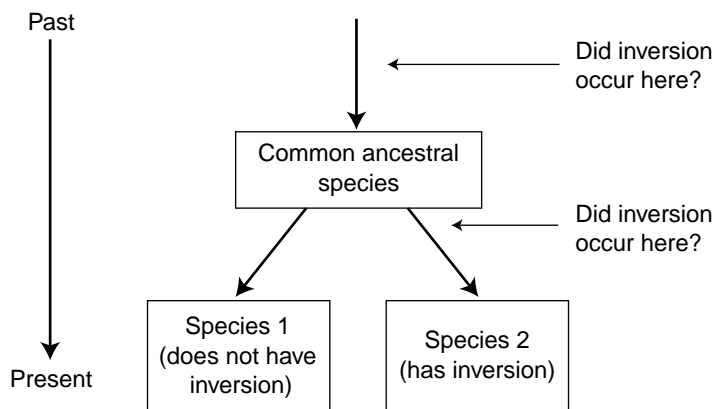 Past
Did inversion
occur here?
Common ancestral
species
Did inversion
occur here?
Species 1
(does not have
inversion)
Species 2
(has inversion)
Present